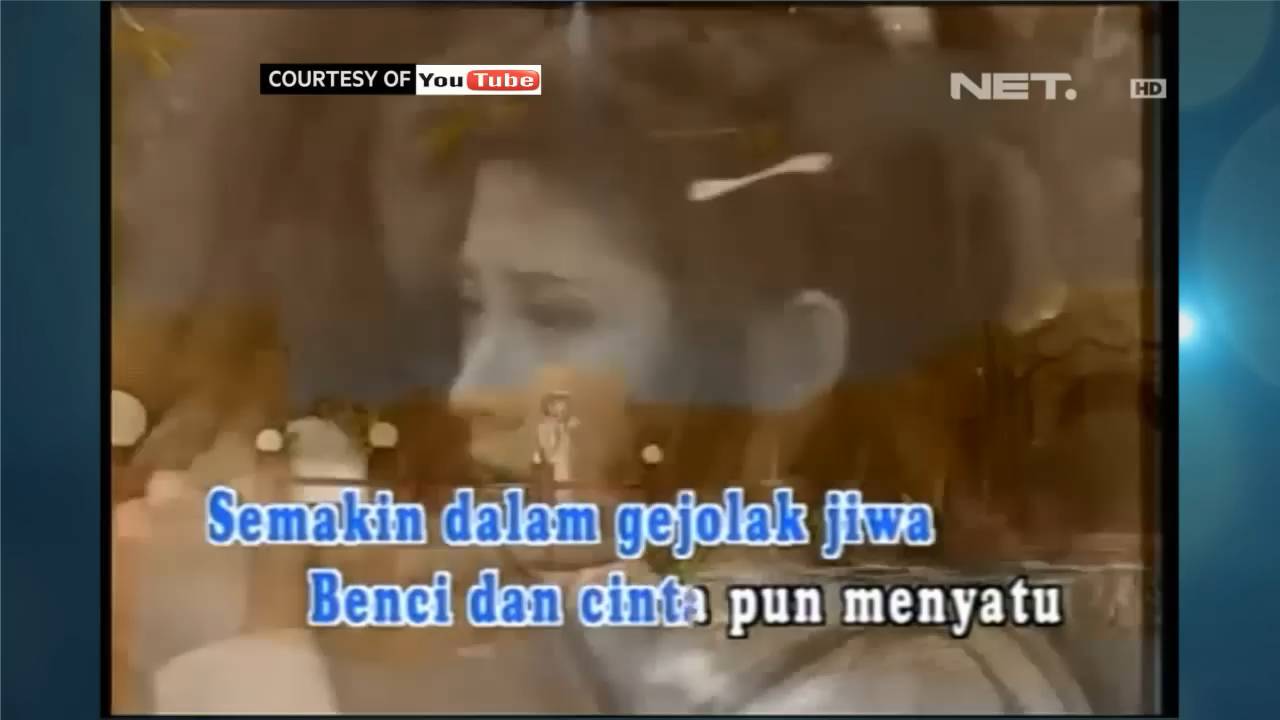 COURTESY OF YouTube
NET. HD
Semakin dalam gejolak jiwa
Benci dan cinta pun menyatu